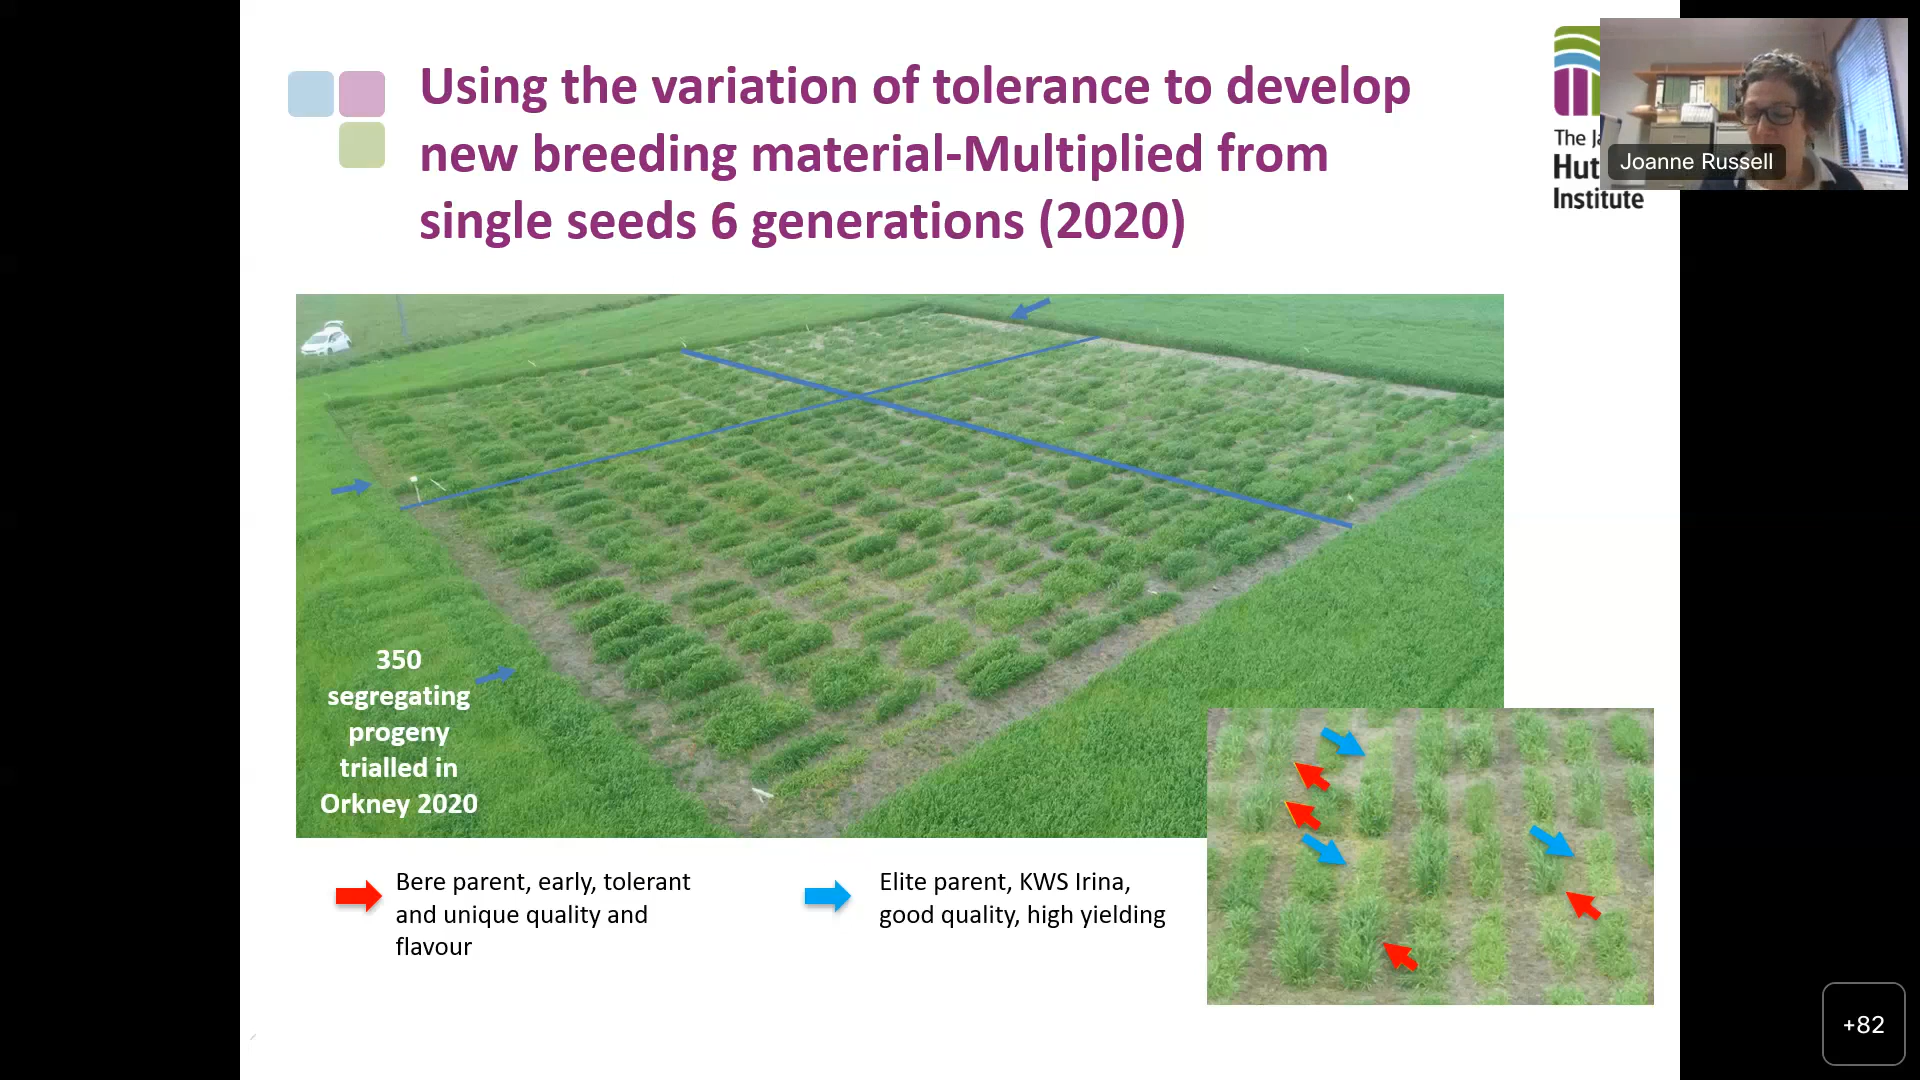 Using the variation of tolerance to develop
new breeding material-Multiplied from
single seeds 6 generations (2020)
The
Hut
Institute
Joanne Russell
350
segregating
progeny
trialled in
Orkney 2020
Bere parent, early, tolerant
and unique quality and
flavour
Elite parent, KWS Irina,
good quality, high yielding
+82